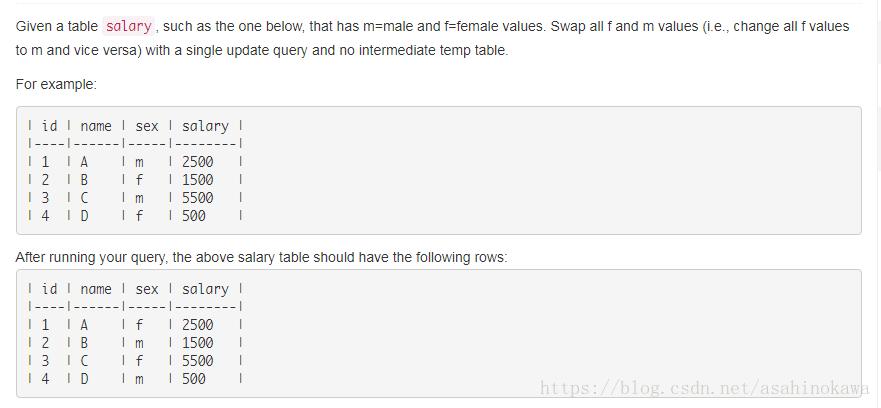 Given a table salary , such as the one below, that has m=male and f=female values. Swap all f and m values (i.e., change all f values
to m and vice versa) with a single update query and no intermediate temp table.
For example:
| id | name | sex | salary |
|----|------|-----|--------|
| 1 | A | m | 2500 |
| 2 | B | f | 1500 |
| 3 | C | m | 5500 |
| 4 | D | f | 500 |
After running your query, the above salary table should have the following rows:
| id | name | sex | salary |
|----|------|-----|--------|
| 1 | A | f | 2500 |
| 2 | B | m | 1500 |
| 3 | C | f | 5500 |
| 4 | D | m | 500 |
https://blog.csdn.net/asahinokawa